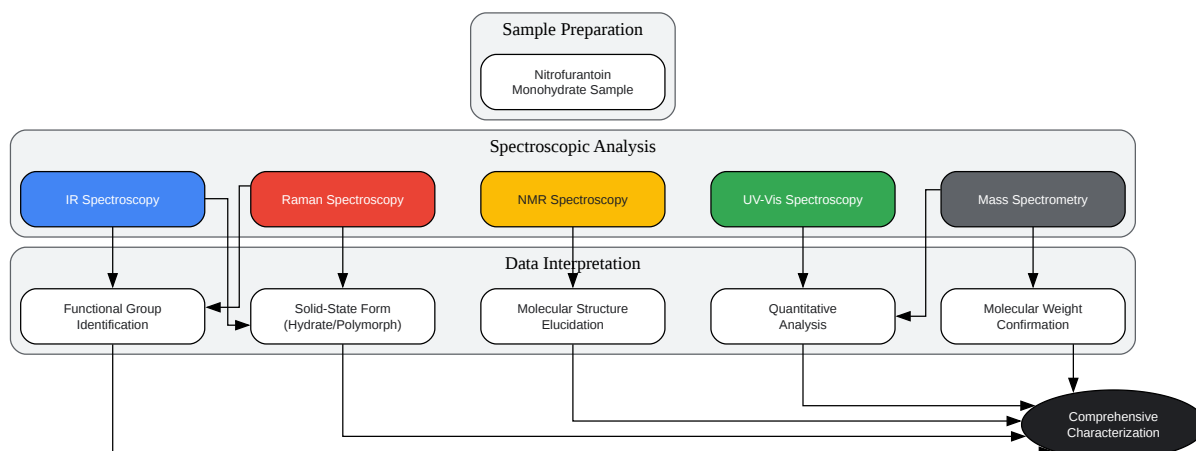 Sample Preparation
Nitrofurantoin
Monohydrate Sample
Spectroscopic Analysis
IR Spectroscopy
Raman Spectroscopy
NMR Spectroscopy
UV-Vis Spectroscopy
Mass Spectrometry
Data Interpretation
Functional Group
Identification
Solid-State Form
(Hydrate/Polymorph)
Molecular Structure
Elucidation
Quantitative
Analysis
Molecular Weight
Confirmation
Comprehensive
Characterization